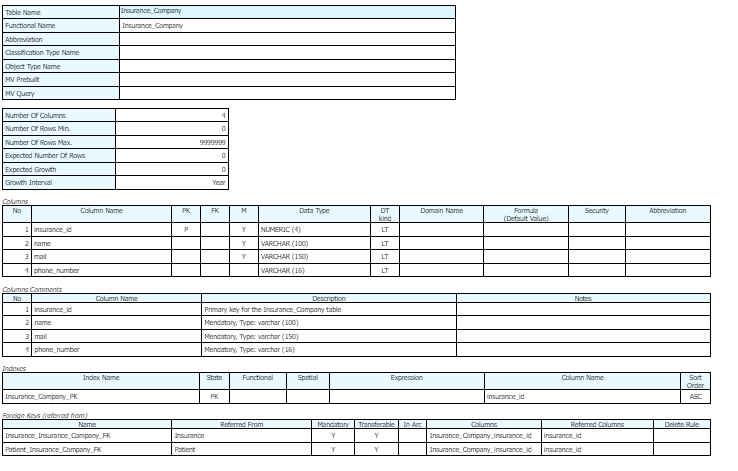 Table Name Insurance_Company
Functional Name Insurance_Company
Abbreviation
Classification Type Name
Object Type Name
MV Prebuilt
MV Query
Number Of Columns 4
Number Of Rows Min. 0
Number Of Rows Max. 9999999
Expected Number Of Rows 0
Expected Growth 0
Growth Interval Year
Columns
No Column Name PK FK M Data Type DT kind Domain Name Formula (Default Value) Security Abbreviation
1 insurance_id P Y NUMERIC (4) LT
2 name Y VARCHAR (100) LT
3 mail Y VARCHAR (150) LT
4 phone_number VARCHAR (16) LT
Columns Comments
No Column Name Description Notes
1 insurance_id Primary key for the Insurance_Company table
2 name Mendatory, Type: varchar (100)
3 mail Mendatory, Type: varchar (150)
4 phone_number Mendatory, Type: varchar (16)
Indexes
Index Name State Functional Spatial Expression Column Name Sort Order
Insurance_Company_PK PK insurance_id ASC
Foreign Keys (referred from)
Name Referred From Mandatory Transferable In Arc Columns Referred Columns Delete Rule
Insurance_Insurance_Company_FK Insurance Y Y Insurance_Company_insurance_id insurance_id
Patient_Insurance_Company_FK Patient Y Y Insurance_Company_insurance_id insurance_id